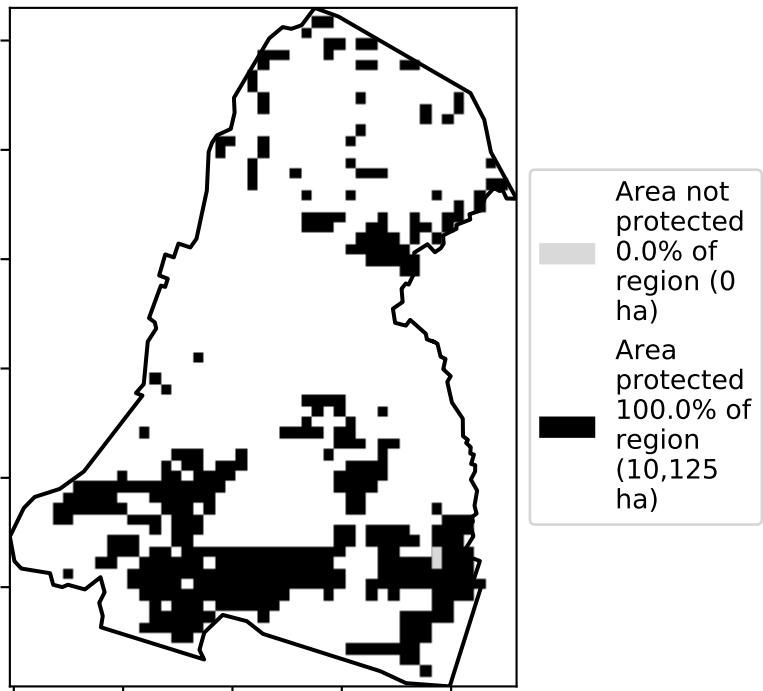 Area not
protected
0.0% of
region (0
ha)
Area
protected
100.0% of
region
(10,125
ha)